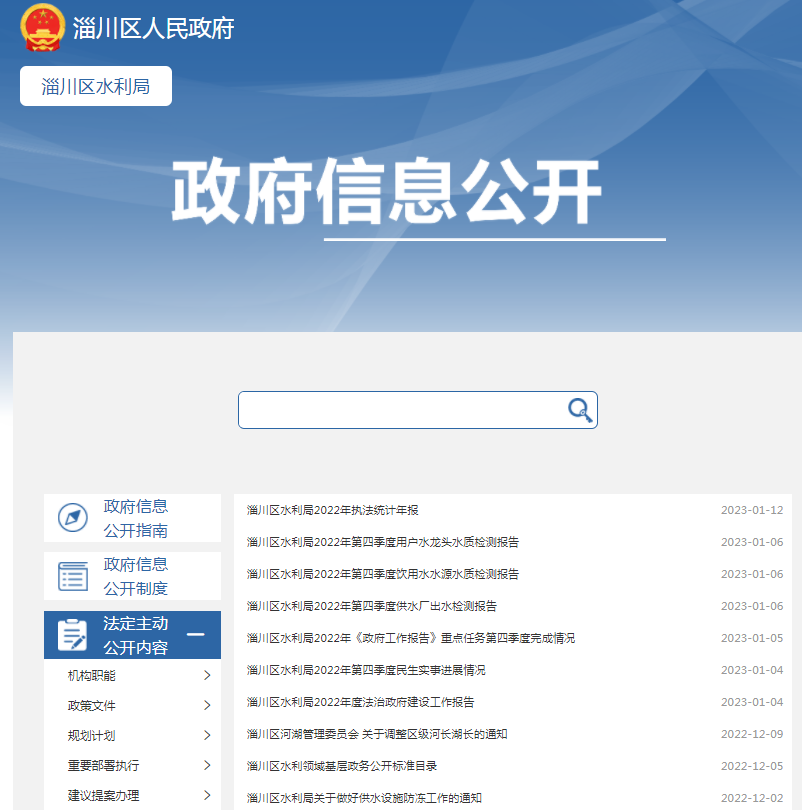 淄川区人民政府
淄川区水利局
政府信息公开
政府信息
公开指南
政府信息
公开制度
法定主动
公开内容
机构职能
政策文件
规划计划
重要部署执行
建议提案办理
淄川区水利局2022年执法统计年报 2023-01-12
淄川区水利局2022年第四季度用户水龙头水质检测报告 2023-01-06
淄川区水利局2022年第四季度饮用水水源水质检测报告 2023-01-06
淄川区水利局2022年第四季度供水厂出水检测报告 2023-01-06
淄川区水利局2022年《政府工作报告》重点任务第四季度完成情况 2023-01-05
淄川区水利局2022年第四季度民生实事进展情况 2023-01-04
淄川区水利局2022年度法治政府建设工作报告 2023-01-04
淄川区河湖管理委员会 关于调整区级河长湖长的通知 2022-12-09
淄川区水利领域基层政务公开标准目录 2022-12-05
淄川区水利局关于做好供水设施防冻工作的通知 2022-12-02